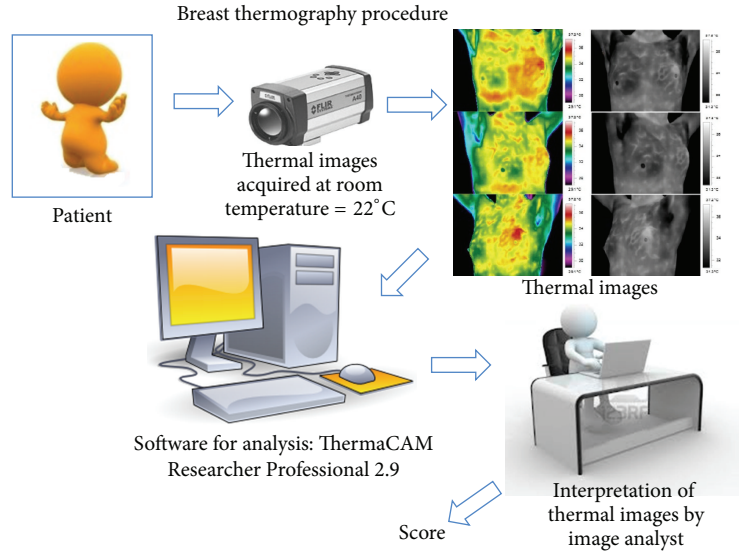 Breast thermography procedure
FLIR
A40
Thermal images
acquired at room
temperature = 22°C
Patient
Thermal images
Software for analysis: ThermaCAM
Researcher Professional 2.9
Interpretation of
thermal images by
image analyst
Score